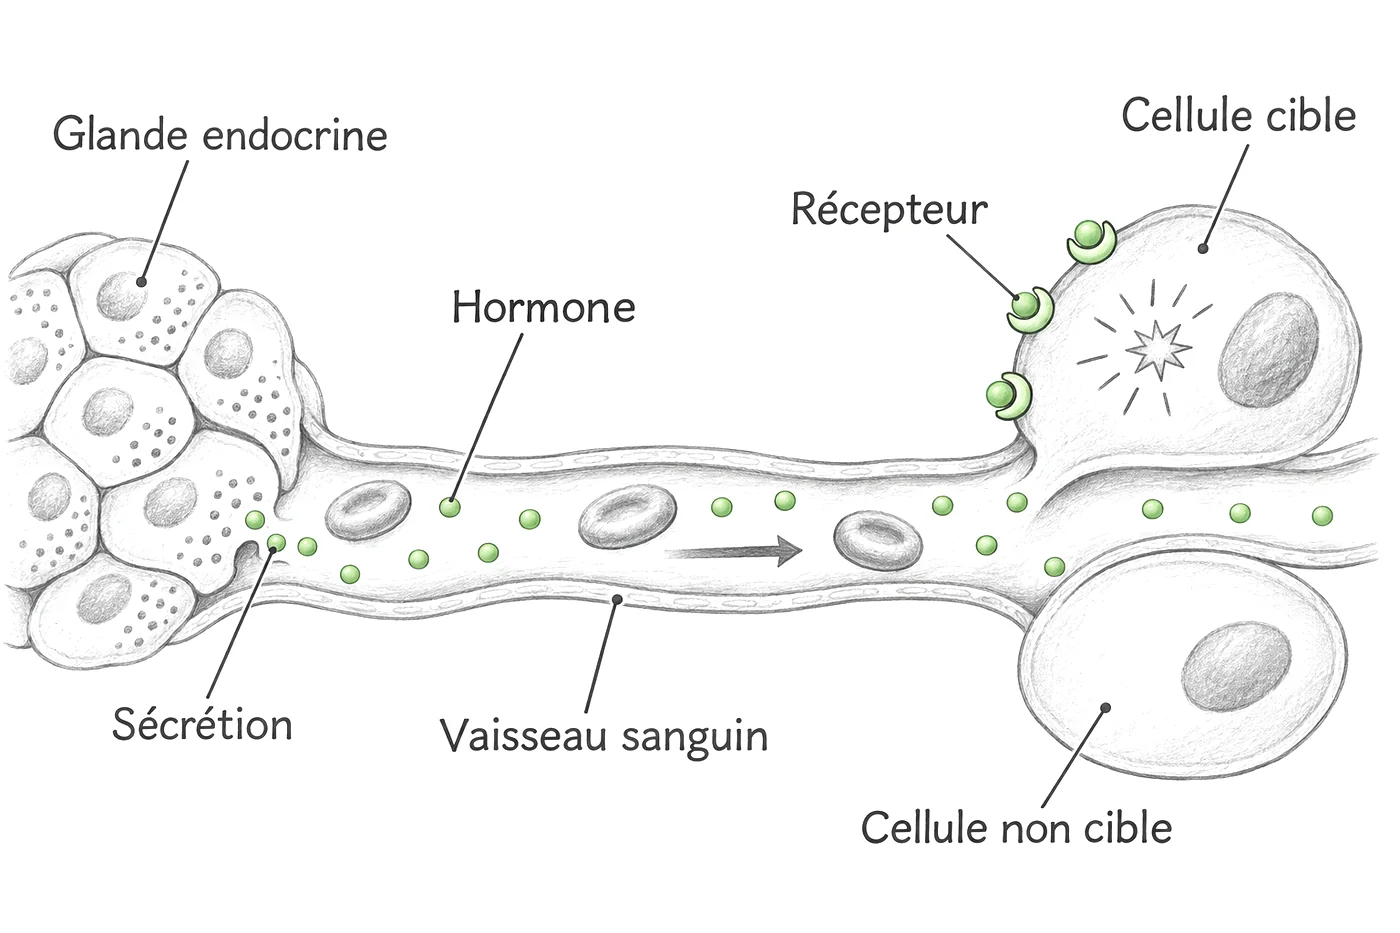 Glande endocrine
Cellule cible
Récepteur
Hormone
Sécrétion
Vaisseau sanguin
Cellule non cible